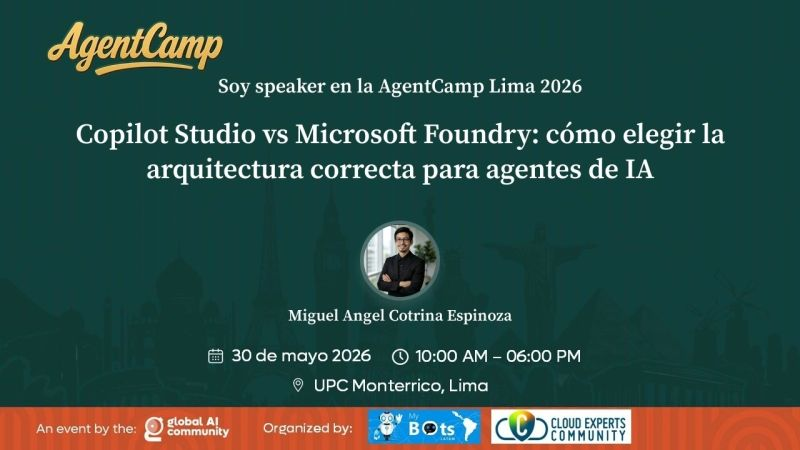 AgentCamp
Soy speaker en la AgentCamp Lima 2026
Copilot Studio vs Microsoft Foundry: cómo elegir la
arquitectura correcta para agentes de IA
Miguel Angel Cotrina Espinoza
30 de mayo 2026 10:00 AM – 06:00 PM
UPC Monterrico, Lima
An event by the: global AI community Organized by: My Bots LATAM CLOUD EXPERTS COMMUNITY